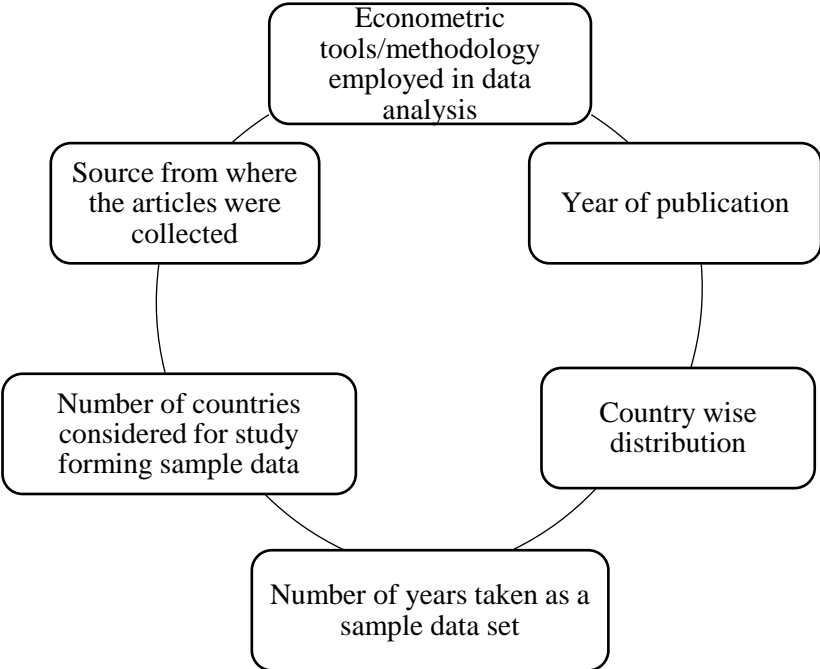 Econometric
tools/methodology
employed in data
analysis
Source from where
the articles were
collected
Year of publication
Number of countries
considered for study
forming sample data
Country wise
distribution
Number of years taken as a
sample data set